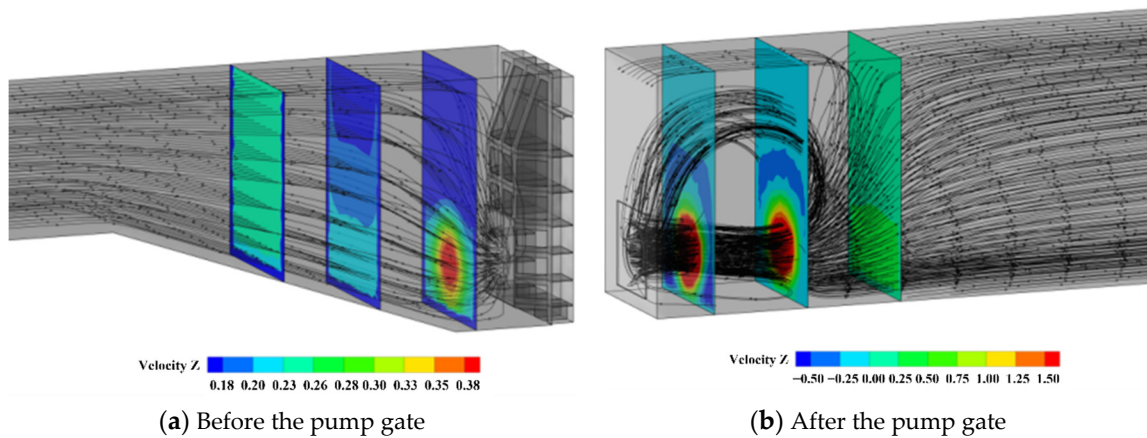 Velocity Z
0.18 0.20 0.23 0.26 0.28 0.30 0.33 0.35 0.38
(a) Before the pump gate
Velocity Z
−0.50 −0.25 0.00 0.25 0.50 0.75 1.00 1.25 1.50
(b) After the pump gate